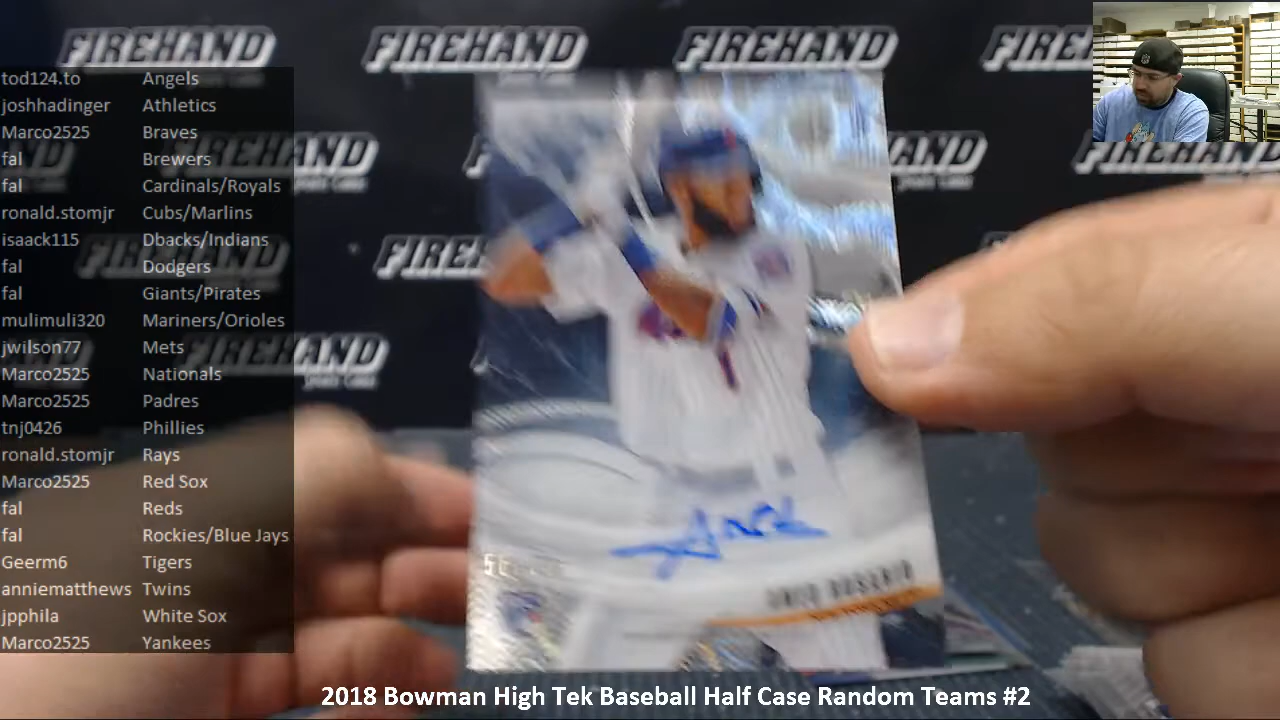 FIREHAND FIREHAND FIREHAND FIREHAND
tod124.to Angels
joshhadinger Athletics
Marco2525 Braves
fal Brewers
fal Cardinals/Royals
ronald.stomjr Cubs/Marlins
isaack115 Dbacks/Indians
fal Dodgers
fal Giants/Pirates
mulimuli320 Mariners/Orioles
jwilson77 Mets
Marco2525 Nationals
Marco2525 Padres
tnj0426 Phillies
ronald.stomjr Rays
Marco2525 Red Sox
fal Reds
fal Rockies/Blue Jays
Geerm6 Tigers
anniematthews Twins
jpphila White Sox
Marco2525 Yankees
AMED ROSARIO
2018 Bowman High Tek Baseball Half Case Random Teams #2